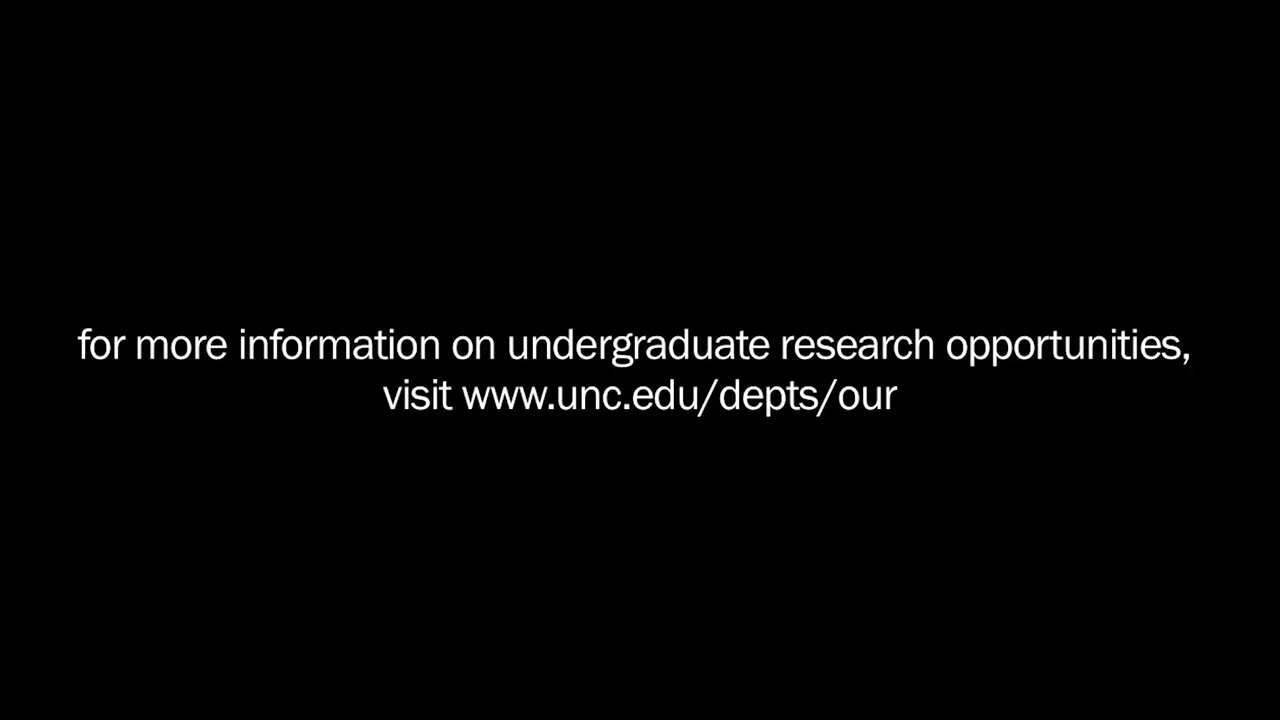 for more information on undergraduate research opportunities,
visit www.unc.edu/depts/our